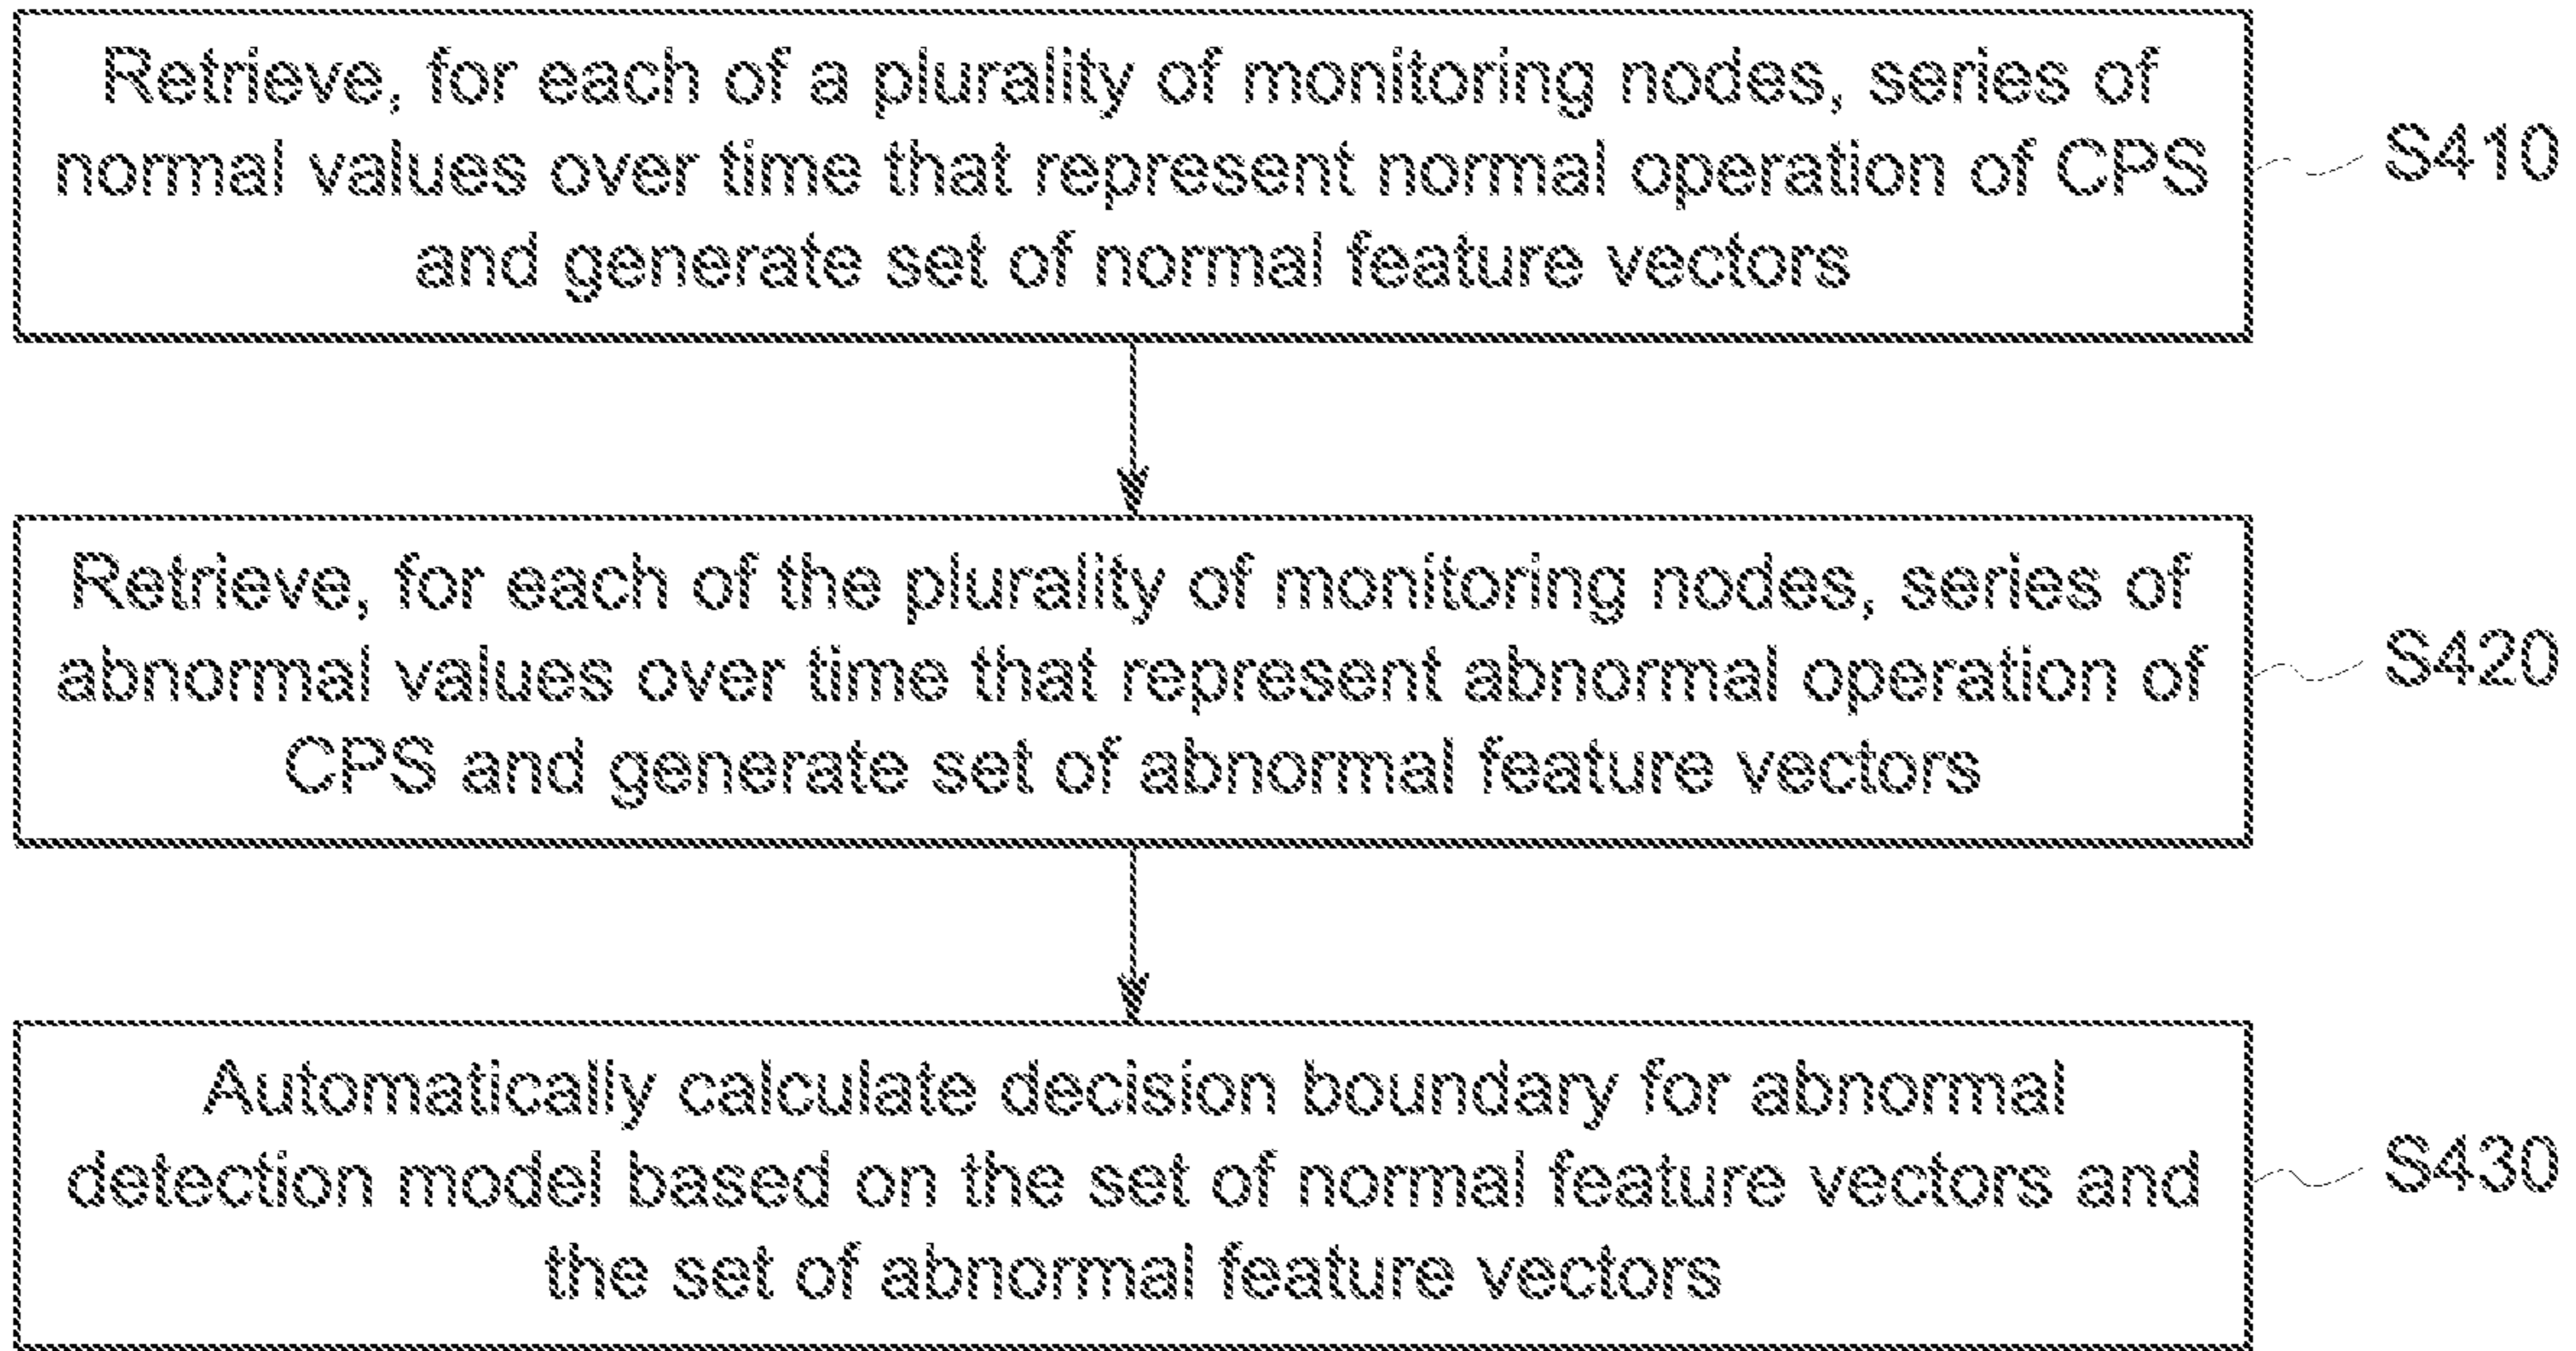 Retrieve, for each of a plurality of monitoring nodes, series of
normal values over time that represent normal operation of CPS
and generate set of normal feature vectors
S410
Retrieve, for each of the plurality of monitoring nodes, series of
abnormal values over time that represent abnormal operation of
CPS and generate set of abnormal feature vectors
S420
Automatically calculate decision boundary for abnormal
detection model based on the set of normal feature vectors and
the set of abnormal feature vectors
S430